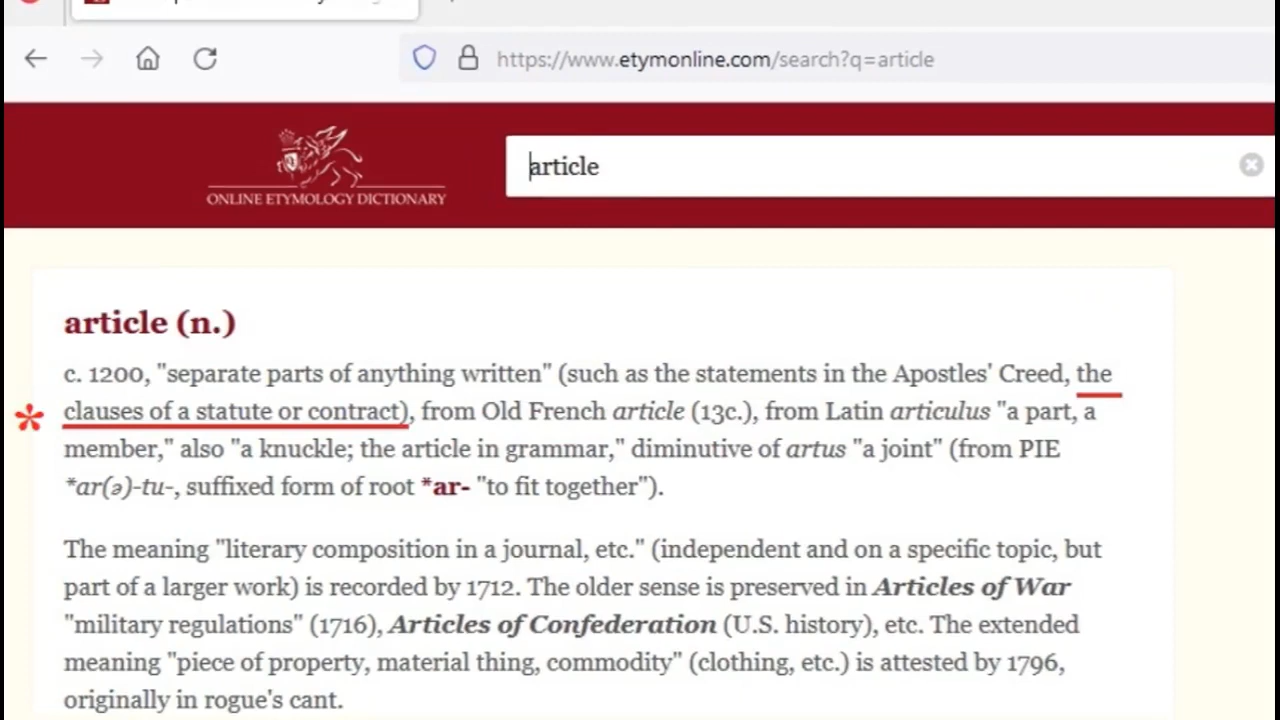 https://www.etymonline.com/search?q=article
article
ONLINE ETYMOLOGY DICTIONARY
article (n.)
c. 1200, "separate parts of anything written" (such as the statements in the Apostles' Creed, the
* clauses of a statute or contract), from Old French article (13c.), from Latin articulus "a part, a
member," also "a knuckle; the article in grammar," diminutive of artus "a joint" (from PIE
*ar(ə)-tu-, suffixed form of root *ar- "to fit together").
The meaning "literary composition in a journal, etc." (independent and on a specific topic, but
part of a larger work) is recorded by 1712. The older sense is preserved in Articles of War
"military regulations" (1716), Articles of Confederation (U.S. history), etc. The extended
meaning "piece of property, material thing, commodity" (clothing, etc.) is attested by 1796,
originally in rogue's cant.